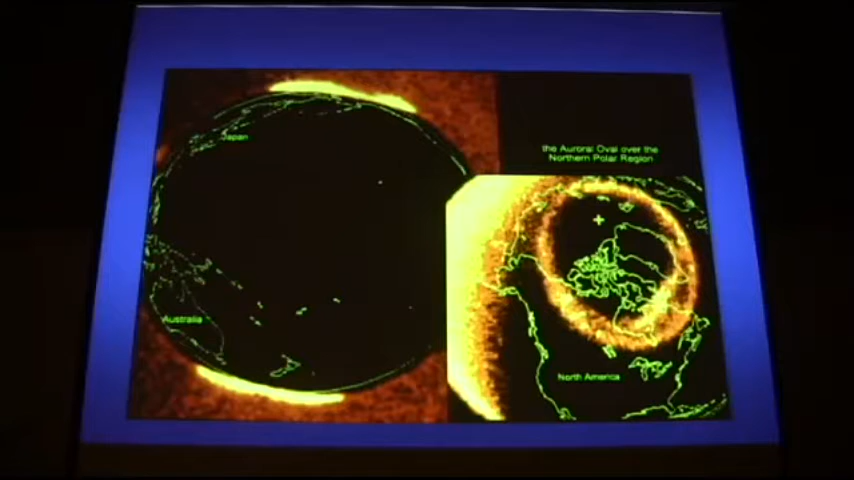 Japan
the Auroral Oval over the
Northern Polar Region
Australia
North America